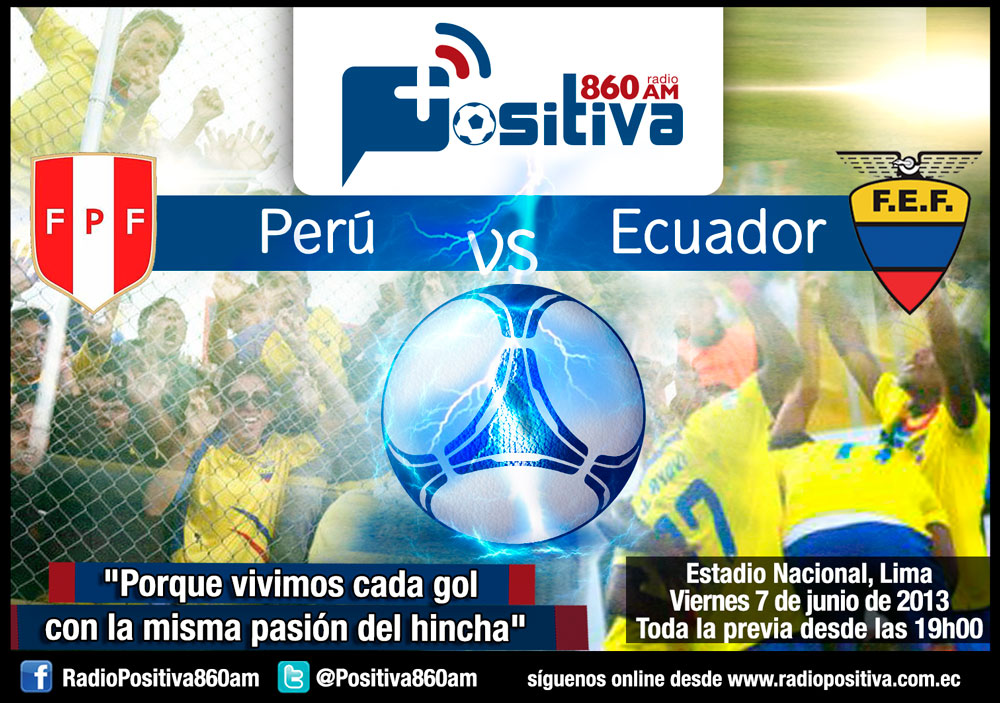 860 radio AM
Positiva
FPF
Perú vs Ecuador
F.E.F.
17
"Porque vivimos cada gol
con la misma pasión del hincha"
Estadio Nacional, Lima
Viernes 7 de junio de 2013
Toda la previa desde las 19h00
RadioPositiva860am @Positiva860am síguenos online desde www.radiopositiva.com.ec